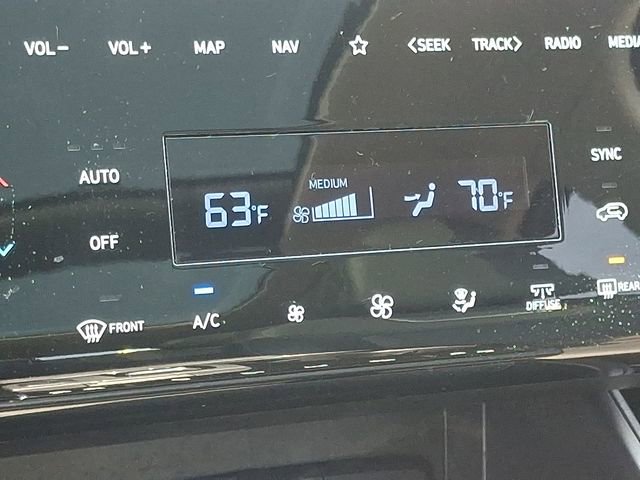 VOL− VOL+ MAP NAV ☆ <SEEK TRACK> RADIO MEDIA
SYNC
AUTO
MEDIUM
63°F 70°F
OFF
FRONT A/C DIFFUSE REAR